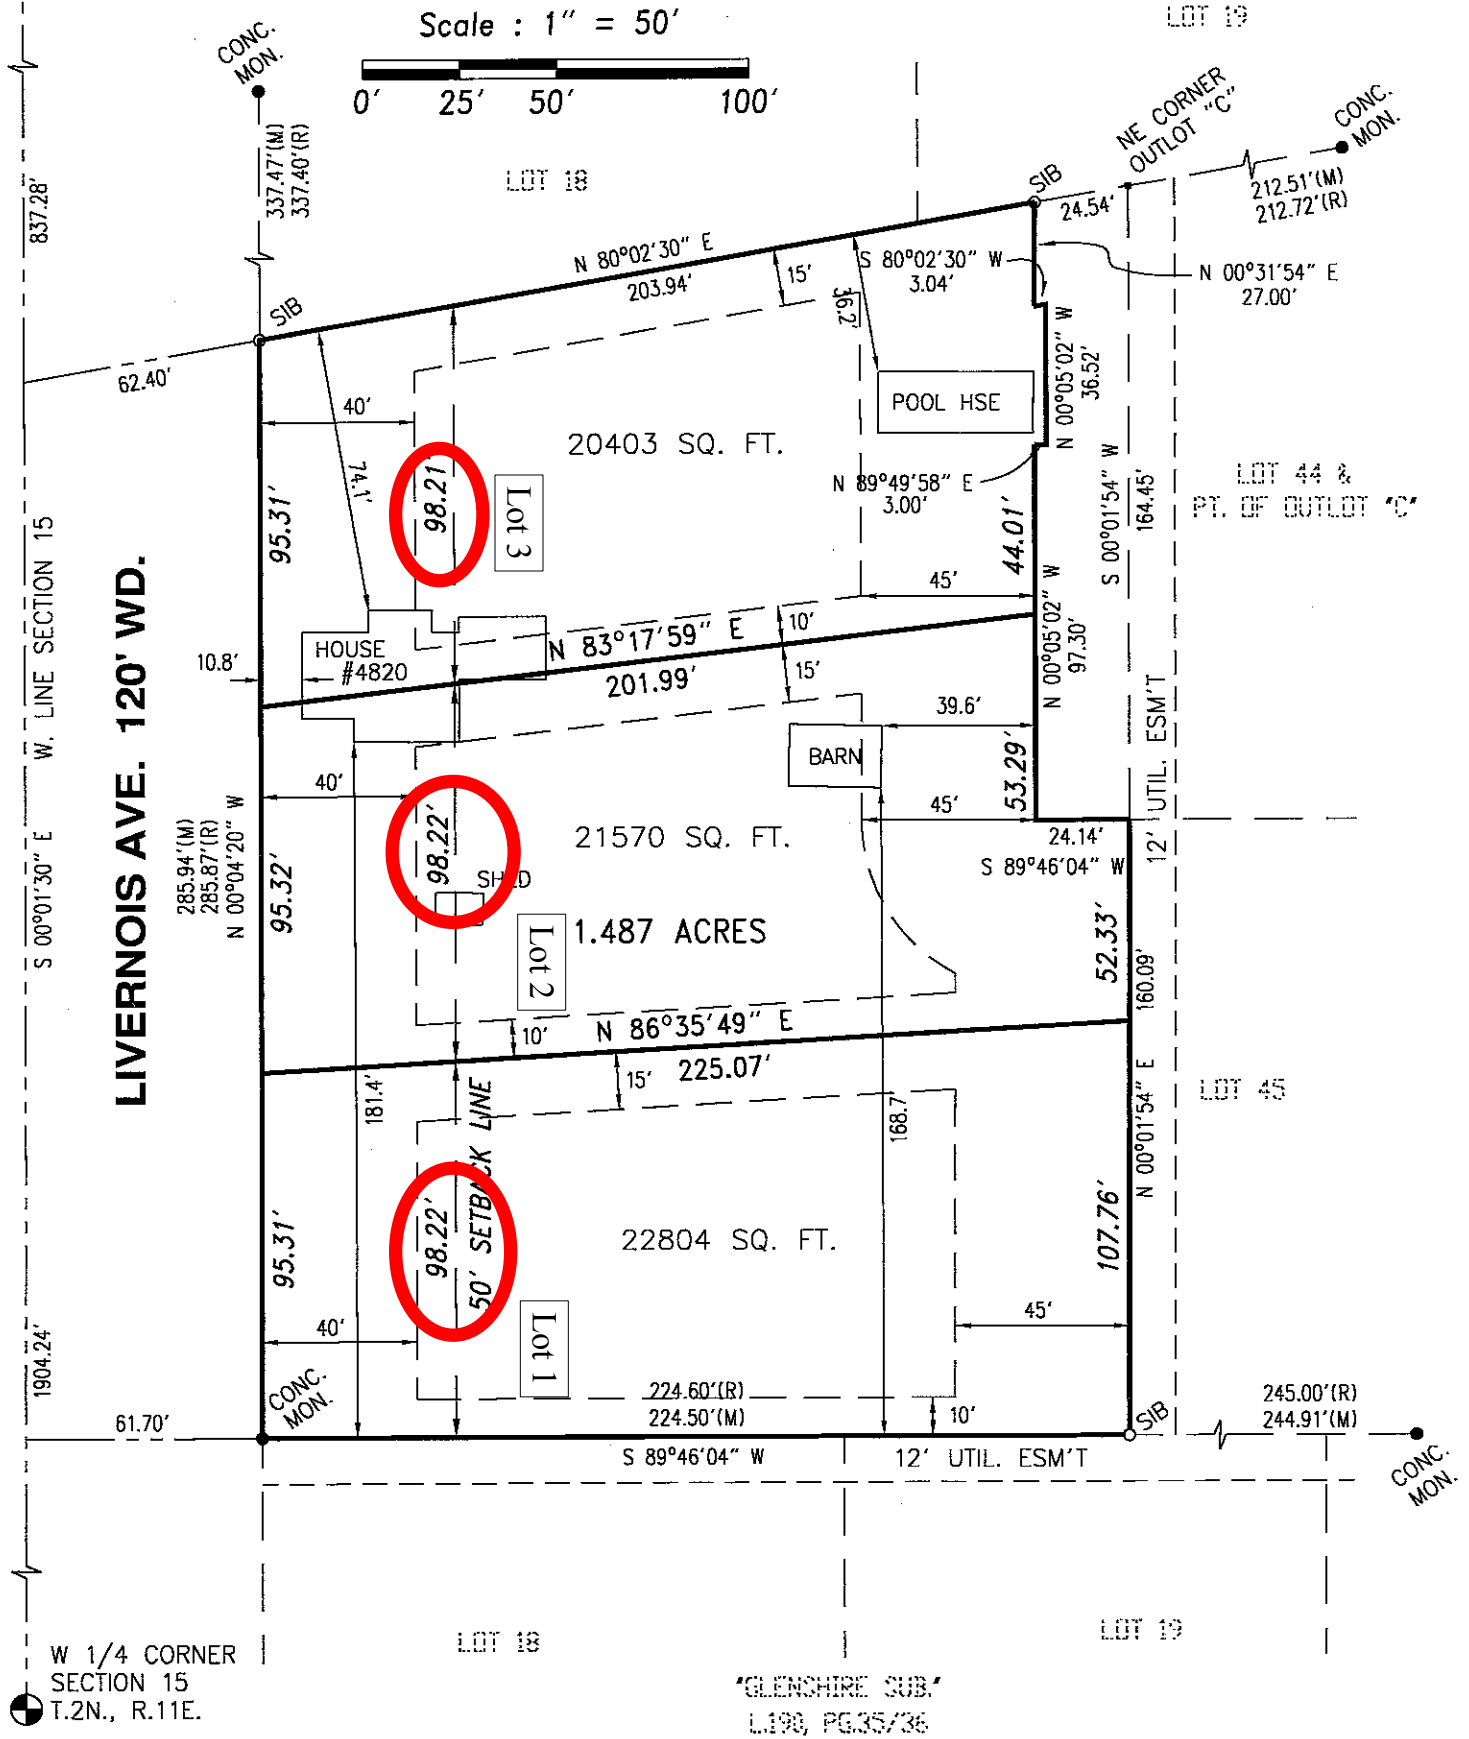 Scale : 1" = 50'
0' 25' 50' 100'
LOT 19
CONC.
MON.
337.47'(M)
337.40'(R)
837.28'
LOT 18
NE CORNER
OUTLOT "C"
CONC.
MON.
SIB
24.54'
212.51'(M)
212.72'(R)
N 80°02'30" E
203.94'
15'
S 80°02'30" W
3.04'
N 00°31'54" E
27.00'
SIB
62.40'
36.2'
N 00°05'02" W
36.52'
POOL HSE
40'
20403 SQ. FT.
74.1'
98.21'
Lot 3
95.31'
N 89°49'58" E
3.00'
44.01'
S 00°01'54" W
164.45'
LOT 44 &
PT. OF OUTLOT "C"
S 00°01'30" E W. LINE SECTION 15
LIVERNOIS AVE. 120' WD.
45'
10'
N 83°17'59" E
201.99'
15'
N 00°05'02" W
97.30'
HOUSE
#4820
10.8'
39.6'
BARN
53.29'
12' UTIL. ESM'T
40'
45'
285.94'(M)
285.87'(R)
N 00°04'20" W
95.32'
98.22'
21570 SQ. FT.
24.14'
S 89°46'04" W
SHED
Lot 2
1.487 ACRES
52.33'
160.09'
N 86°35'49" E
225.07'
10'
15'
181.4'
168.7
N 00°01'54" E
LOT 45
50' SETBACK LINE
98.22'
95.31'
22804 SQ. FT.
107.76'
Lot 1
40'
45'
1904.24'
CONC.
MON.
224.60'(R)
224.50'(M)
10'
SIB
245.00'(R)
244.91'(M)
61.70'
S 89°46'04" W
12' UTIL. ESM'T
CONC.
MON.
LOT 18
LOT 19
W 1/4 CORNER
SECTION 15
T.2N., R.11E.
"GLENSHIRE SUB."
L.190, PG.35/36